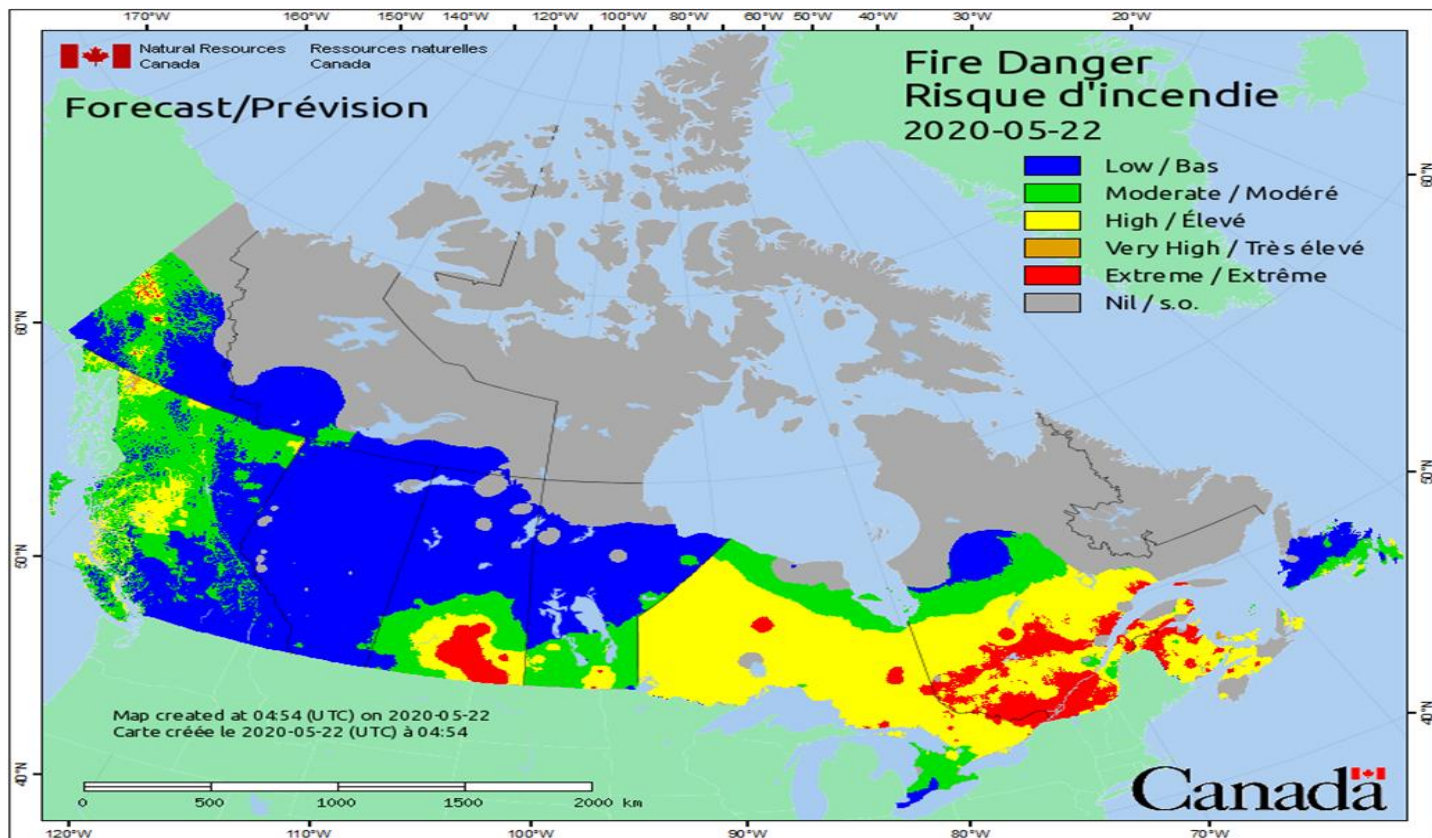 170°W 160°W 150°W 140°W 130°W 120°W 110°W 100°W 90°W 80°W 70°W 60°W 50°W 40°W 30°W 20°W
Natural Resources Ressources naturelles
Canada Canada
Forecast/Prévision
Fire Danger
Risque d'incendie
2020-05-22
Low / Bas
Moderate / Modéré
High / Élevé
Very High / Très élevé
Extreme / Extrême
Nil / s.o.
60°N
50°N
40°N
60°N
50°N
40°N
Map created at 04:54 (UTC) on 2020-05-22
Carte créée le 2020-05-22 (UTC) à 04:54
0 500 1000 1500 2000 km
Canada
120°W 110°W 100°W 90°W 80°W 70°W